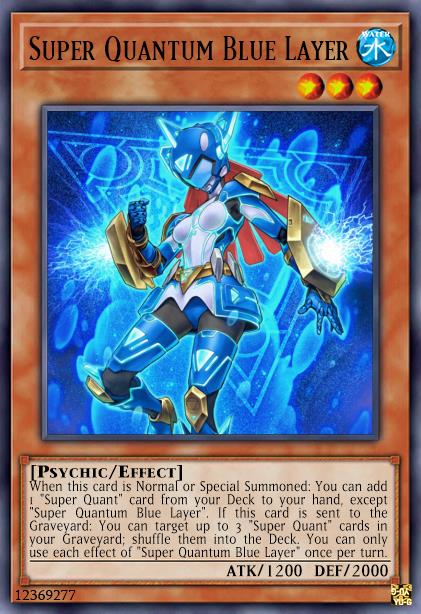 Super Quantum Blue Layer
WATER
水
[Psychic/Effect]
When this card is Normal or Special Summoned: You can add
1 "Super Quant" card from your Deck to your hand, except
"Super Quantum Blue Layer". If this card is sent to the
Graveyard: You can target up to 3 "Super Quant" cards in
your Graveyard; shuffle them into the Deck. You can only
use each effect of "Super Quantum Blue Layer" once per turn.
ATK/1200 DEF/2000
12369277